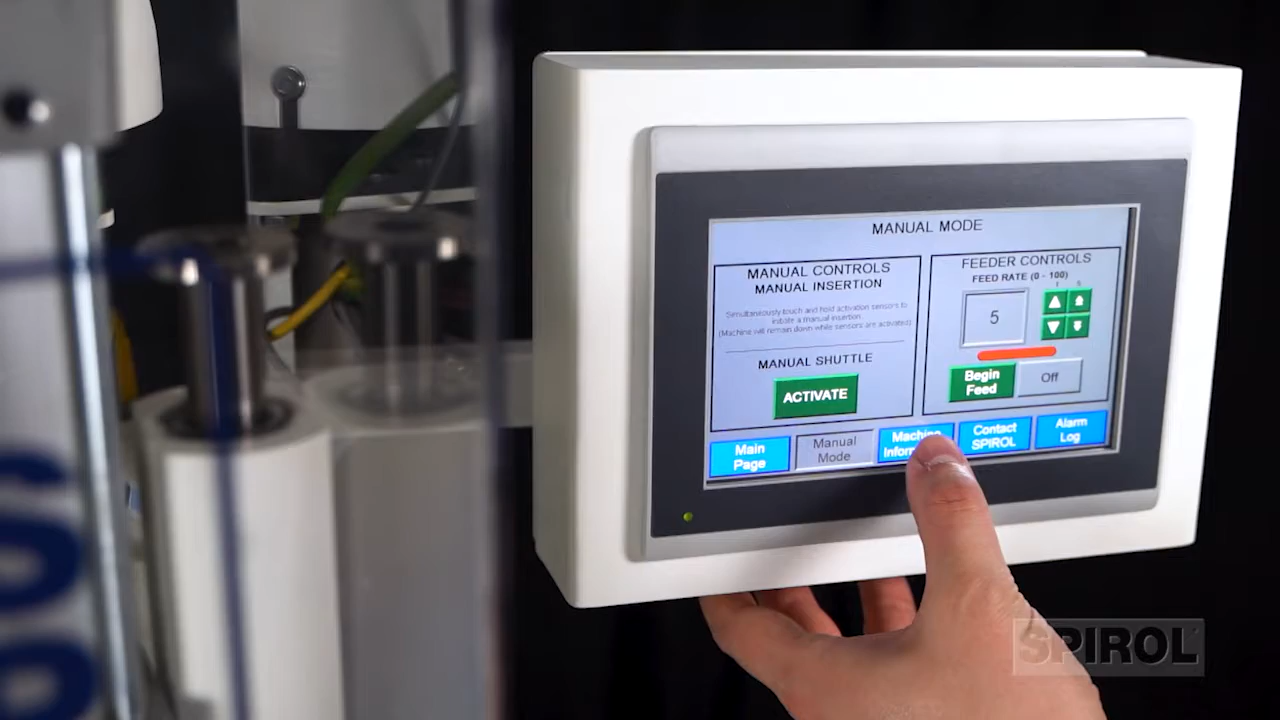 MANUAL MODE
MANUAL CONTROLS
MANUAL INSERTION
Simultaneously touch and hold activation sensors to
initiate a manual insertion.
(Machine will remain down while sensors are activated)
MANUAL SHUTTLE
ACTIVATE
FEEDER CONTROLS
FEED RATE (0 - 100)
5
Begin
Feed
Off
Main
Page
Manual
Mode
Machine
Contact
SPIROL
Alarm
Log
SPIROL